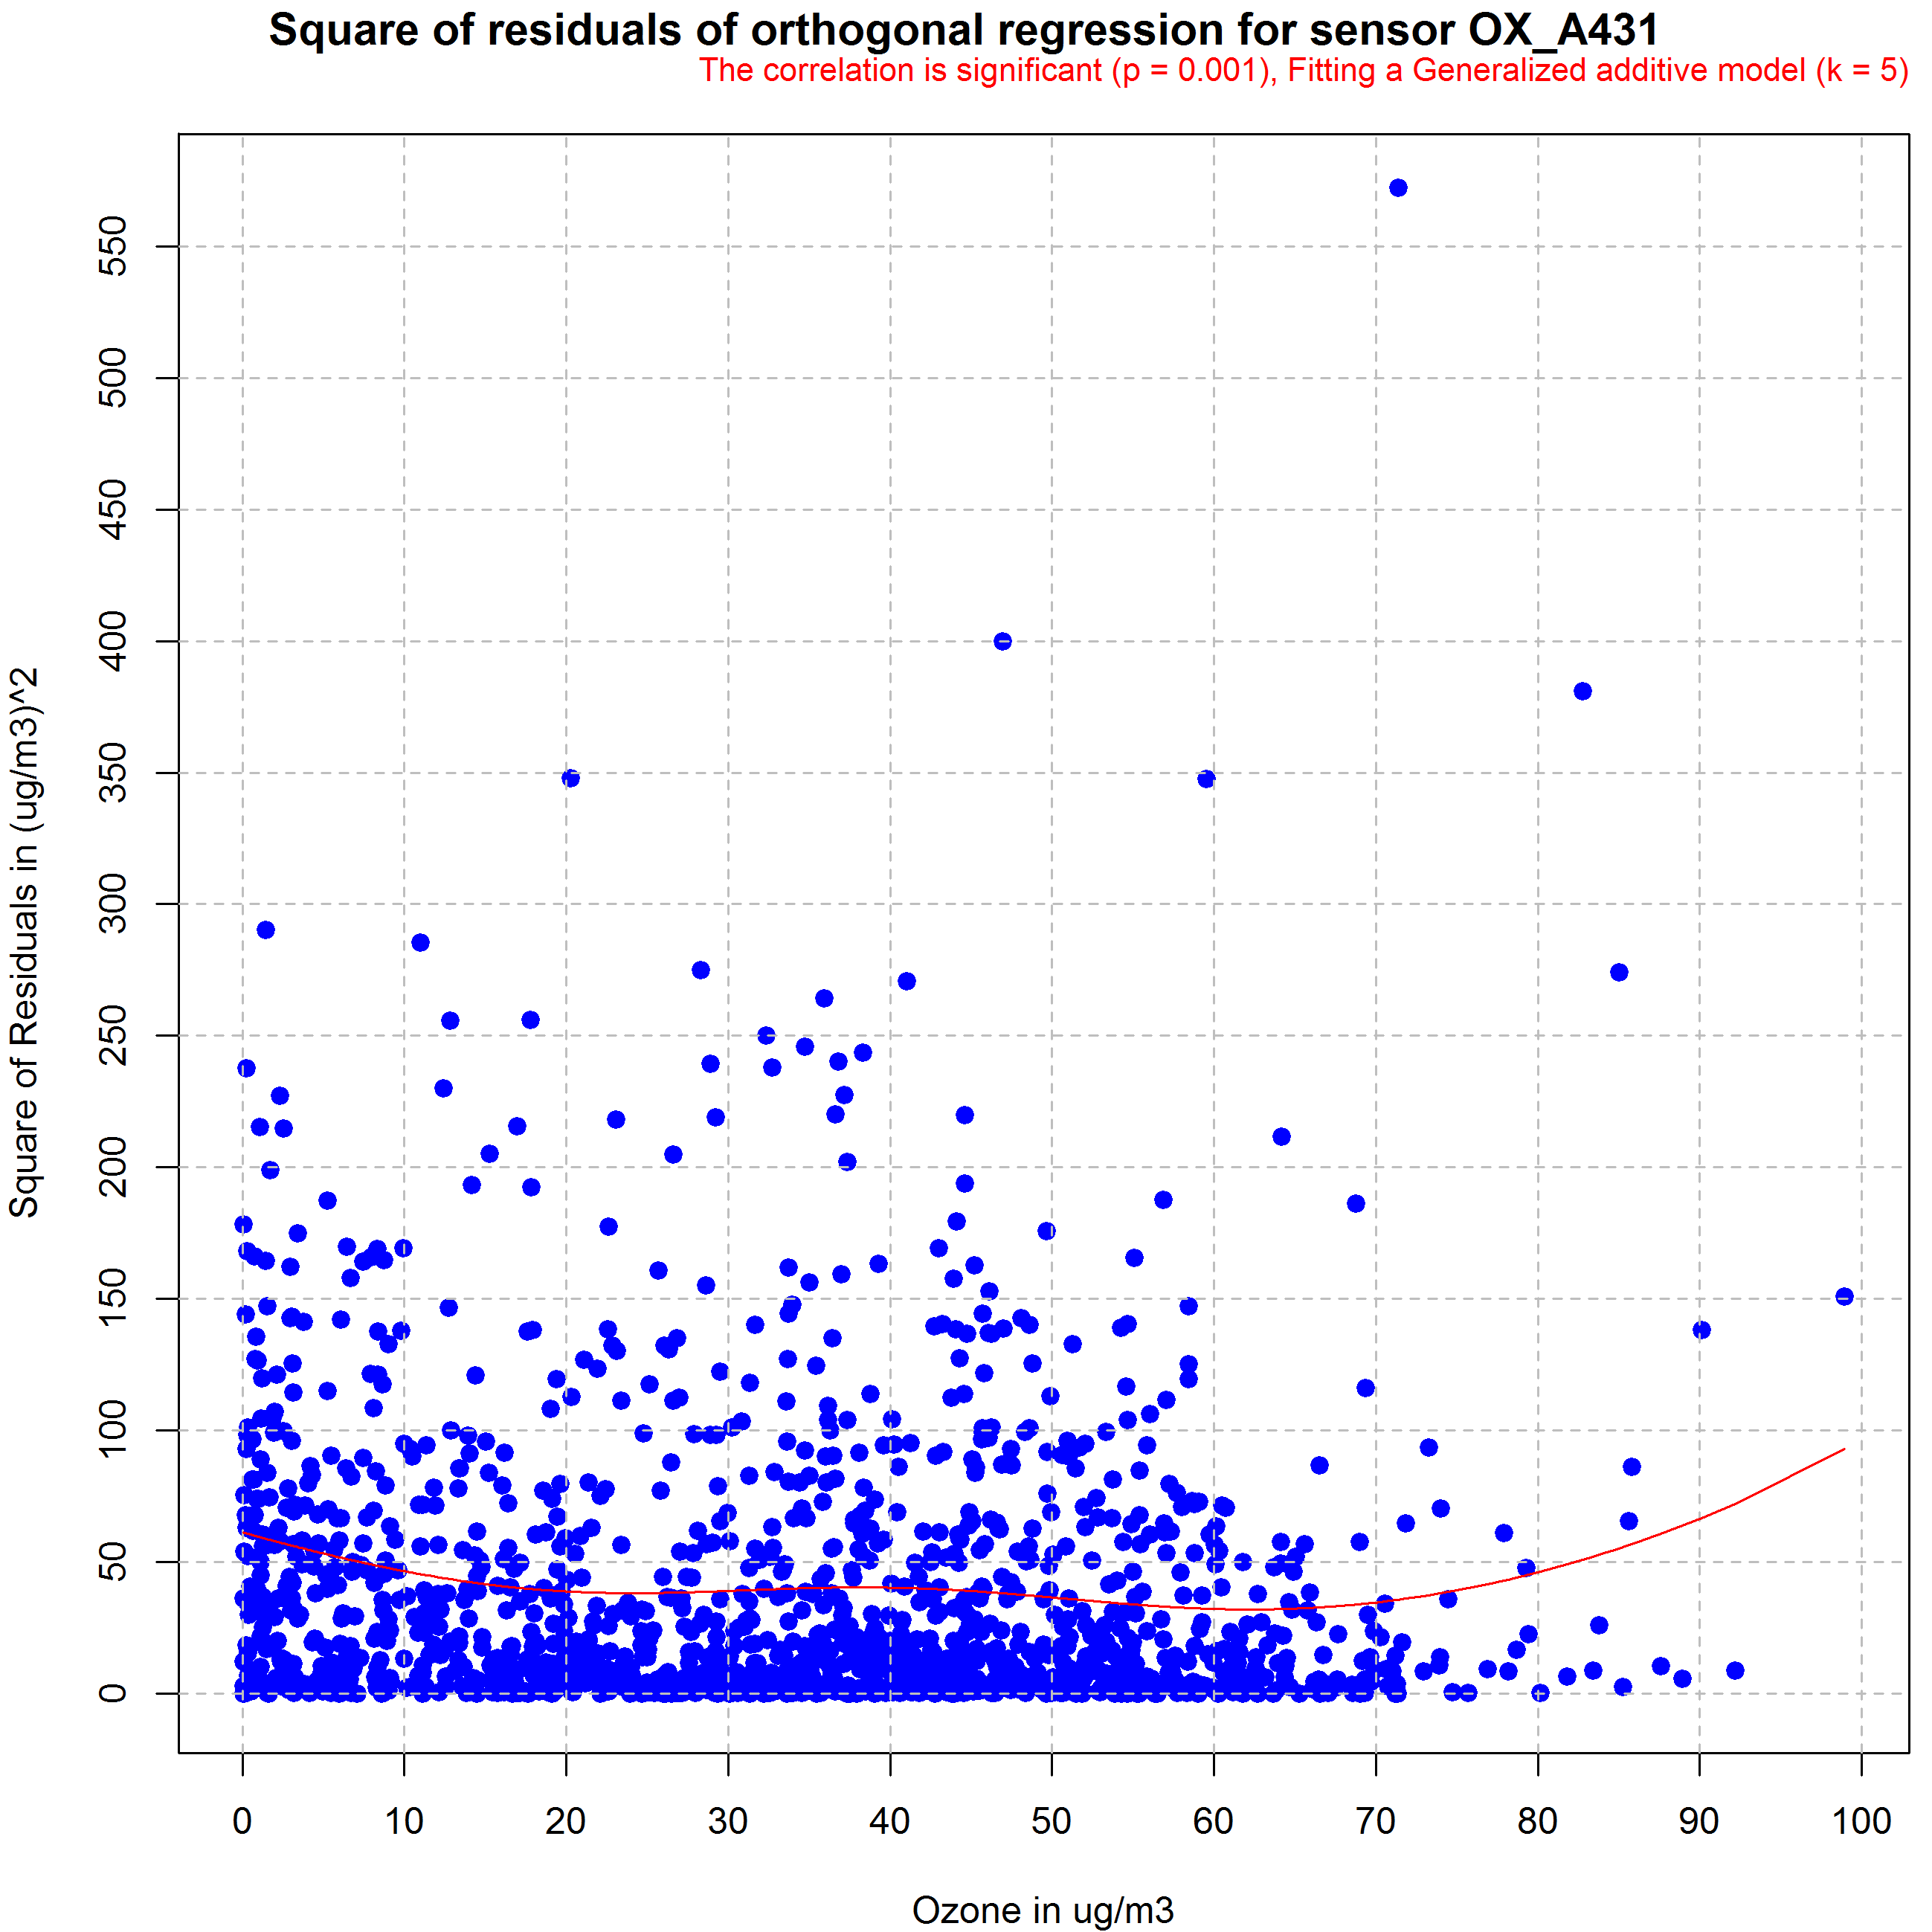 Square of residuals of orthogonal regression for sensor OX_A431
The correlation is significant (p = 0.001), Fitting a Generalized additive model (k = 5)
Square of Residuals in (ug/m3)^2
550
500
450
400
350
300
250
200
150
100
50
0
0 10 20 30 40 50 60 70 80 90 100
Ozone in ug/m3